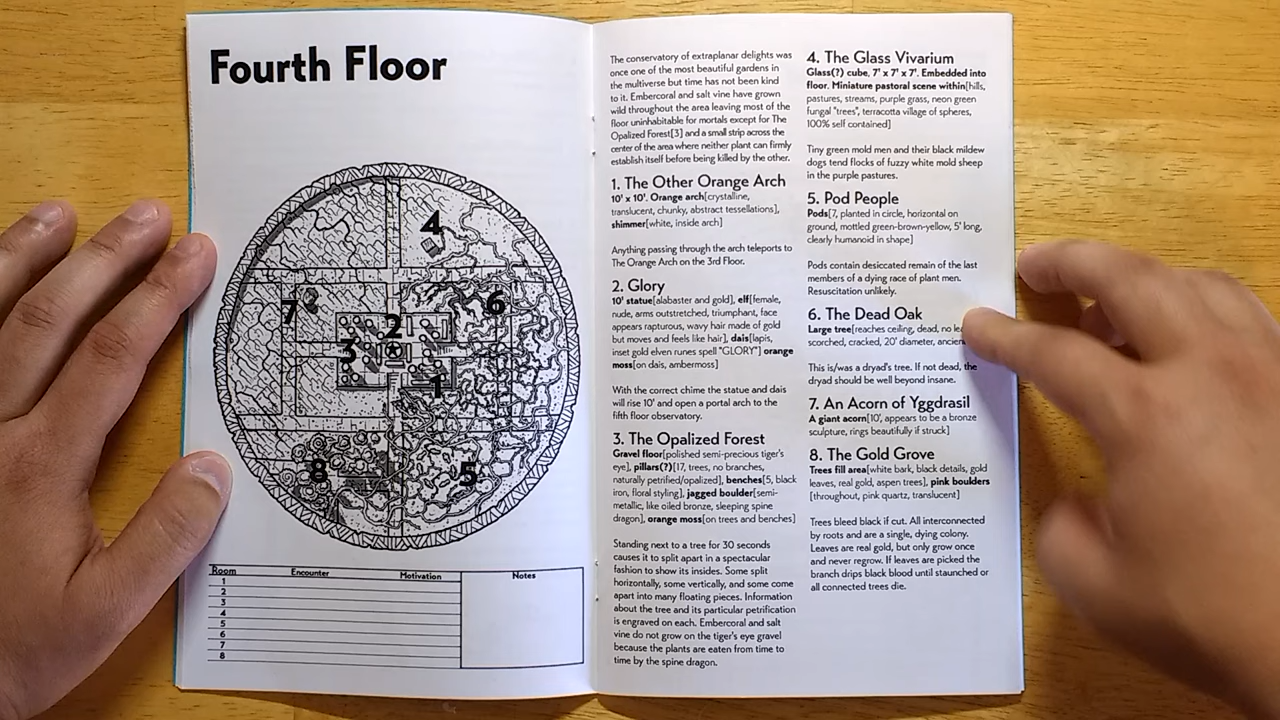 Fourth Floor
4
7
6
2
3
1
8
5
Room Encounter Motivation Notes
1
2
3
4
5
6
7
8
The conservatory of extraplanar delights was
once one of the most beautiful gardens in
the multiverse but time has not been kind
to it. Embercoral and salt vine have grown
wild throughout the area leaving most of the
floor uninhabitable for mortals except for The
Opalized Forest[3] and a small strip across the
center of the area where neither plant can firmly
establish itself before being killed by the other.
1. The Other Orange Arch
10' x 10'. Orange arch[crystalline,
translucent, chunky, abstract tessellations],
shimmer[white, inside arch]
Anything passing through the arch teleports to
The Orange Arch on the 3rd Floor.
2. Glory
10' statue[alabaster and gold], elf[female,
nude, arms outstretched, triumphant, face
appears rapturous, wavy hair made of gold
but moves and feels like hair], dais[lapis,
inset gold elven runes spell "GLORY"] orange
moss[on dais, ambermoss]
With the correct chime the statue and dais
will rise 10' and open a portal arch to the
fifth floor observatory.
3. The Opalized Forest
Gravel floor[polished semi-precious tiger's
eye], pillars(?)[17, trees, no branches,
naturally petrified/opalized], benches[5, black
iron, floral styling], jagged boulder[semi-
metallic, like oiled bronze, sleeping spine
dragon], orange moss[on trees and benches]
Standing next to a tree for 30 seconds
causes it to split apart in a spectacular
fashion to show its insides. Some split
horizontally, some vertically, and some come
apart into many floating pieces. Information
about the tree and its particular petrification
is engraved on each. Embercoral and salt
vine do not grow on the tiger's eye gravel
because the plants are eaten from time to
time by the spine dragon.
4. The Glass Vivarium
Glass(?) cube, 7' x 7' x 7'. Embedded into
floor. Miniature pastoral scene within[hills,
pastures, streams, purple grass, neon green
fungal "trees", terracotta village of spheres,
100% self contained]
Tiny green mold men and their black mildew
dogs tend flocks of fuzzy white mold sheep
in the purple pastures.
5. Pod People
Pods[7, planted in circle, horizontal on
ground, mottled green-brown-yellow, 5' long,
clearly humanoid in shape]
Pods contain desiccated remain of the last
members of a dying race of plant men.
Resuscitation unlikely.
6. The Dead Oak
Large tree[reaches ceiling, dead, no
scorched, cracked, 20' diameter,
This is/was a dryad's tree. If not dead, the
dryad should be well beyond insane.
7. An Acorn of Yggdrasil
A giant acorn[10', appears to be a bronze
sculpture, rings beautifully if struck]
8. The Gold Grove
Trees fill area[white bark, black details, gold
leaves, real gold, aspen trees], pink boulders
[throughout, pink quartz, translucent]
Trees bleed black if cut. All interconnected
by roots and are a single, dying colony.
Leaves are real gold, but only grow once
and never regrow. If leaves are picked the
branch drips black blood until staunched or
all connected trees die.